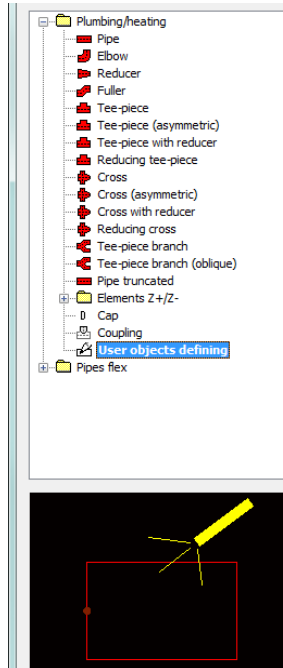 Plumbing/heating
Pipe
Elbow
Reducer
Fuller
Tee-piece
Tee-piece (asymmetric)
Tee-piece with reducer
Reducing tee-piece
Cross
Cross (asymmetric)
Cross with reducer
Reducing cross
Tee-piece branch
Tee-piece branch (oblique)
Pipe truncated
Elements Z+/Z-
D Cap
Coupling
User objects defining
Pipes flex